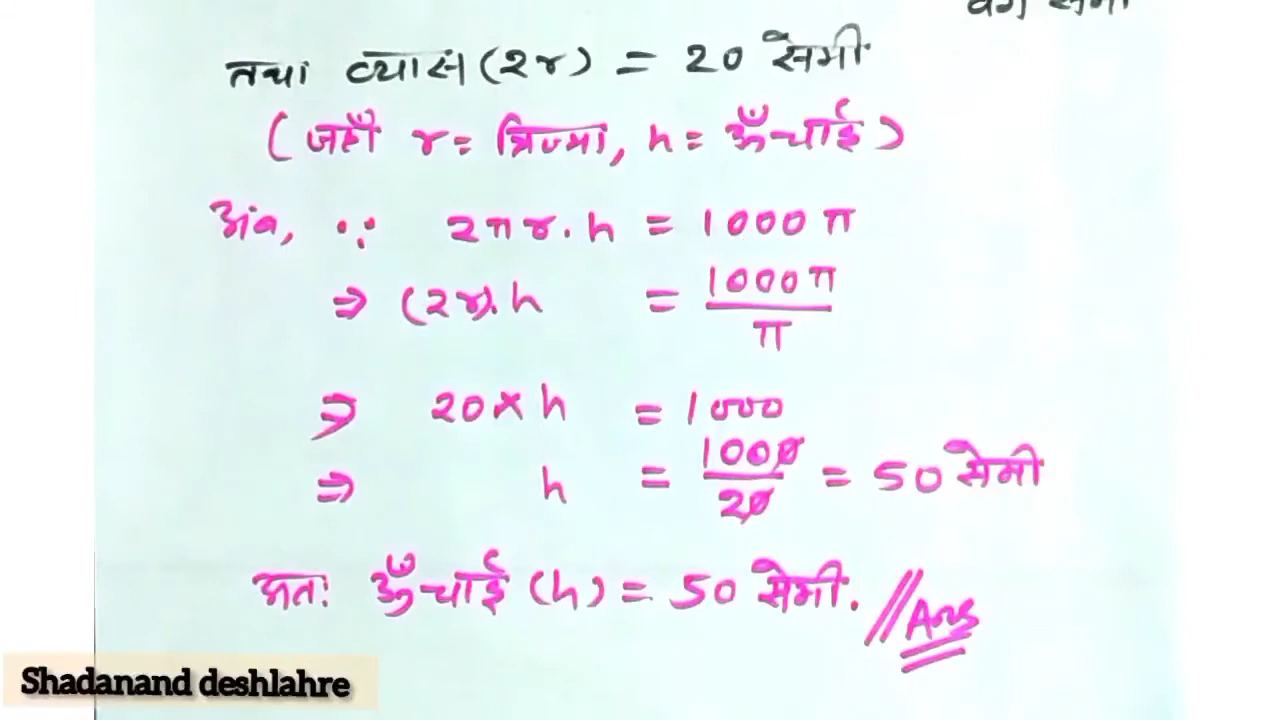 वर्ग सेमी
तथा व्यास (2r) = 20 सेमी
(जहाँ r = त्रिज्या, h = ऊँचाई)
अब, ∵ 2πr.h = 1000π
⇒ (2r).h = 1000π / π
⇒ 20 × h = 1000
⇒ h = 1000 / 20 = 50 सेमी
अतः ऊँचाई (h) = 50 सेमी. // Ans
Shadanand deshlahre